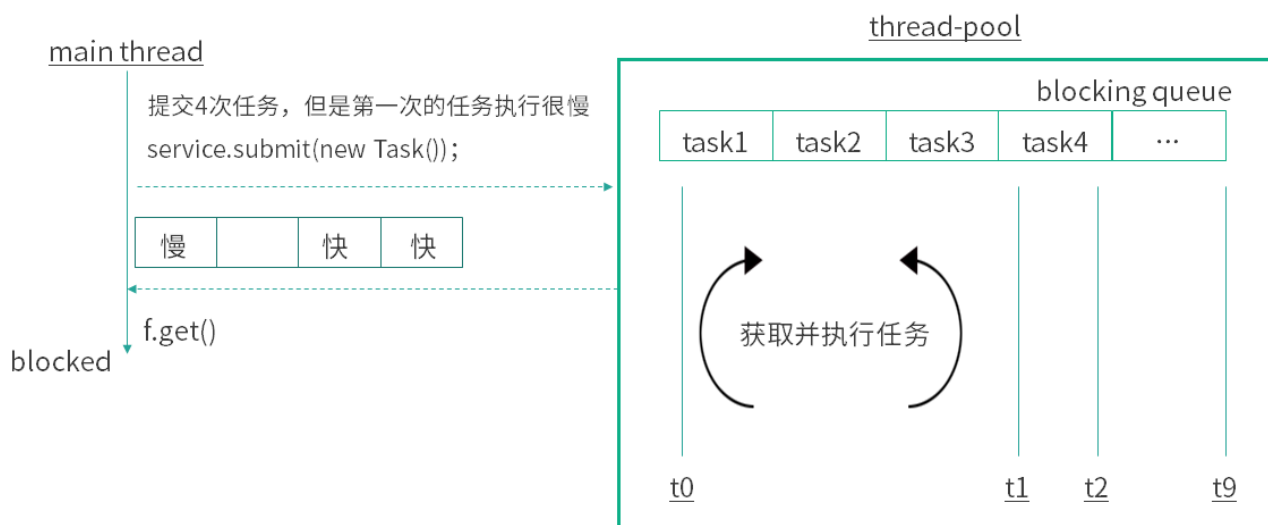 main thread
提交4次任务，但是第一次的任务执行很慢
service.submit(new Task());
慢
快
快
f.get()
blocked
thread-pool
blocking queue
task1 task2 task3 task4 ...
获取并执行任务
t0 t1 t2 t9